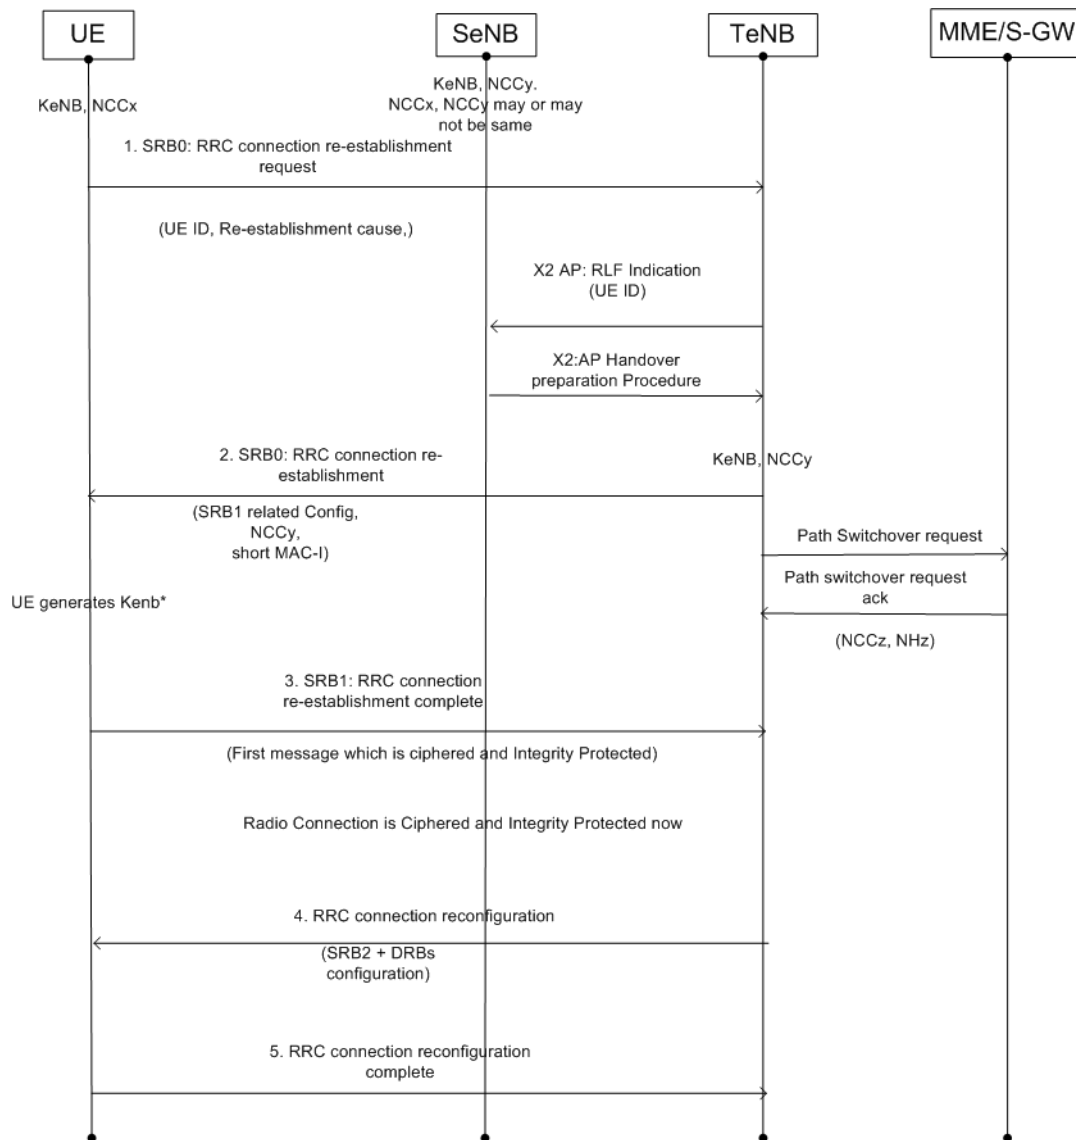 UE
SeNB
TeNB
MME/S-GW
KeNB, NCCx
KeNB, NCCy.
NCCx, NCCy may or may
not be same
1. SRB0: RRC connection re-establishment
request
(UE ID, Re-establishment cause,)
X2 AP: RLF Indication
(UE ID)
X2:AP Handover
preparation Procedure
2. SRB0: RRC connection re-
establishment
KeNB, NCCy
(SRB1 related Config,
NCCy,
short MAC-I)
Path Switchover request
Path switchover request
ack
UE generates Kenb*
(NCCz, NHz)
3. SRB1: RRC connection
re-establishment complete
(First message which is ciphered and Integrity Protected)
Radio Connection is Ciphered and Integrity Protected now
4. RRC connection reconfiguration
(SRB2 + DRBs
configuration)
5. RRC connection reconfiguration
complete